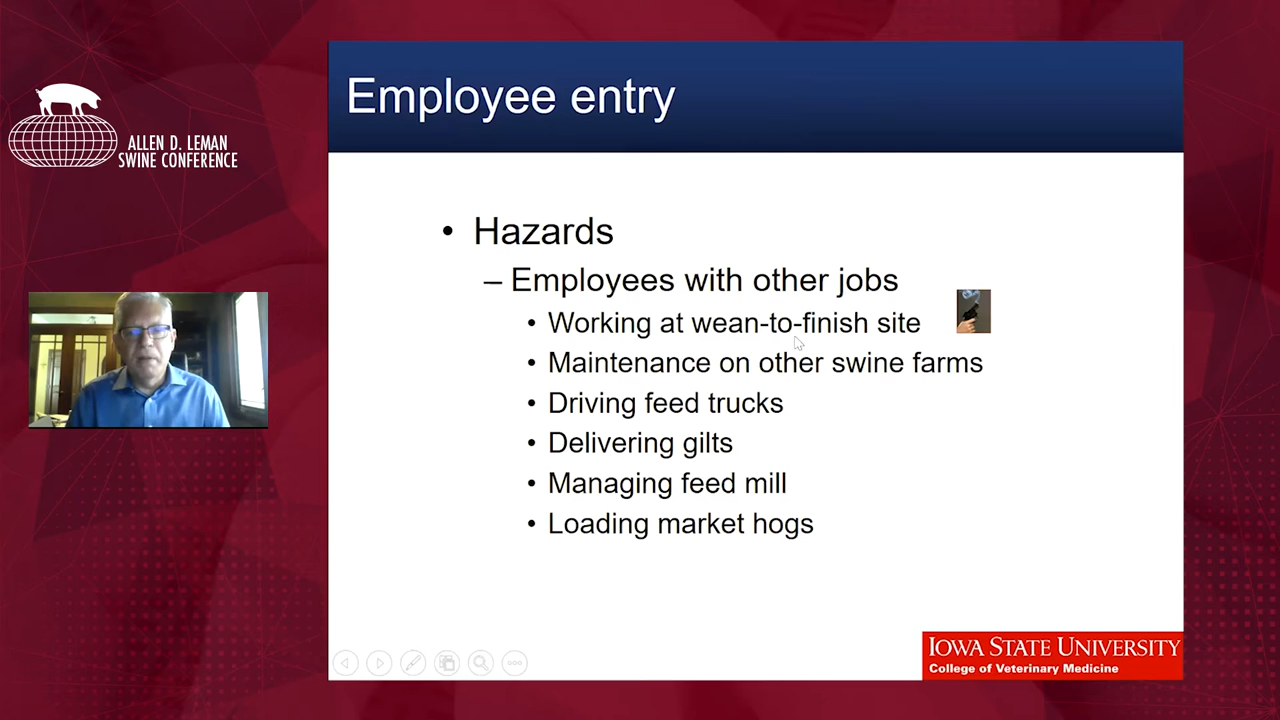 ALLEN D. LEMAN
SWINE CONFERENCE
Employee entry
• Hazards
– Employees with other jobs
• Working at wean-to-finish site
• Maintenance on other swine farms
• Driving feed trucks
• Delivering gilts
• Managing feed mill
• Loading market hogs
IOWA STATE UNIVERSITY
College of Veterinary Medicine